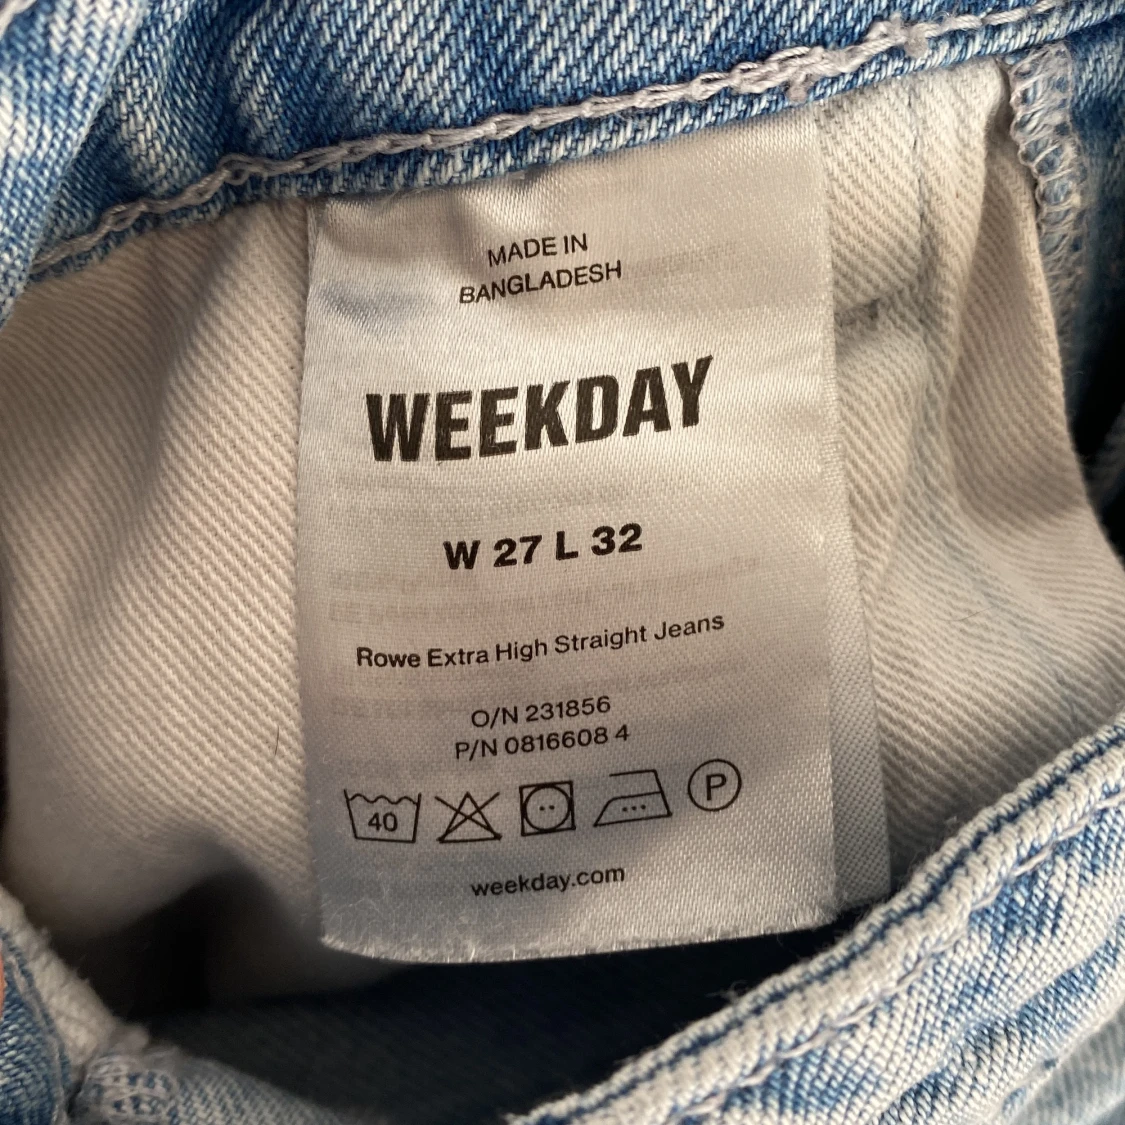 MADE IN
BANGLADESH
WEEKDAY
W 27 L 32
Rowe Extra High Straight Jeans
O/N 231856
P/N 0816608 4
40 P
weekday.com